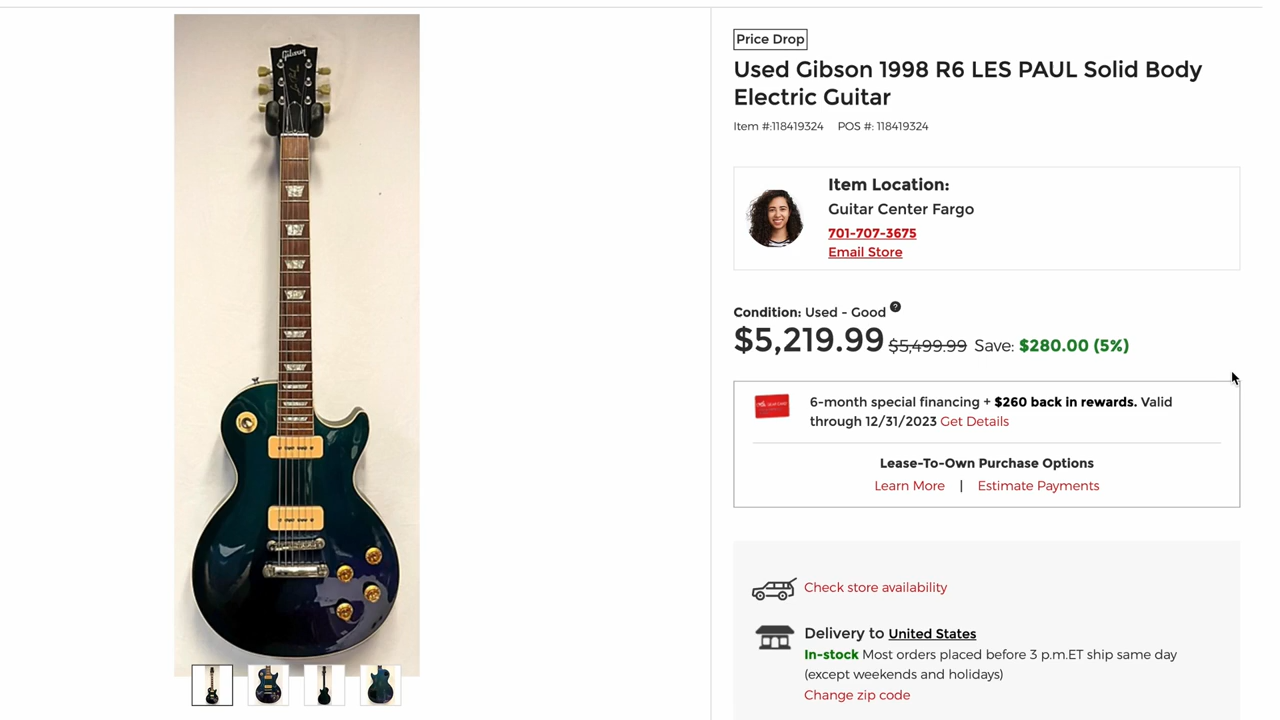 Gibson
Price Drop
Used Gibson 1998 R6 LES PAUL Solid Body
Electric Guitar
Item #:118419324 POS #: 118419324
Item Location:
Guitar Center Fargo
701-707-3675
Email Store
Condition: Used - Good ?
$5,219.99 $5,499.99 Save: $280.00 (5%)
6-month special financing + $260 back in rewards. Valid
through 12/31/2023 Get Details
Lease-To-Own Purchase Options
Learn More | Estimate Payments
Check store availability
Delivery to United States
In-stock Most orders placed before 3 p.m.ET ship same day
(except weekends and holidays)
Change zip code